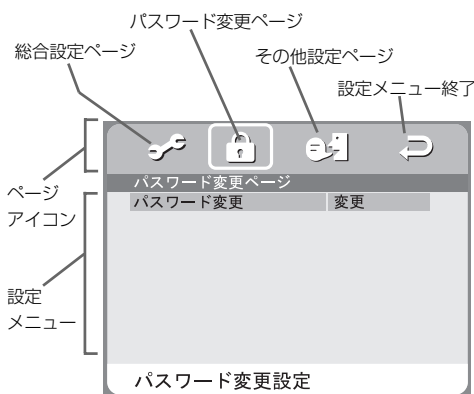 パスワード変更ページ
総合設定ページ
その他設定ページ
設定メニュー終了
ページ
アイコン
パスワード変更ページ
パスワード変更 変更
設定
メニュー
パスワード変更設定